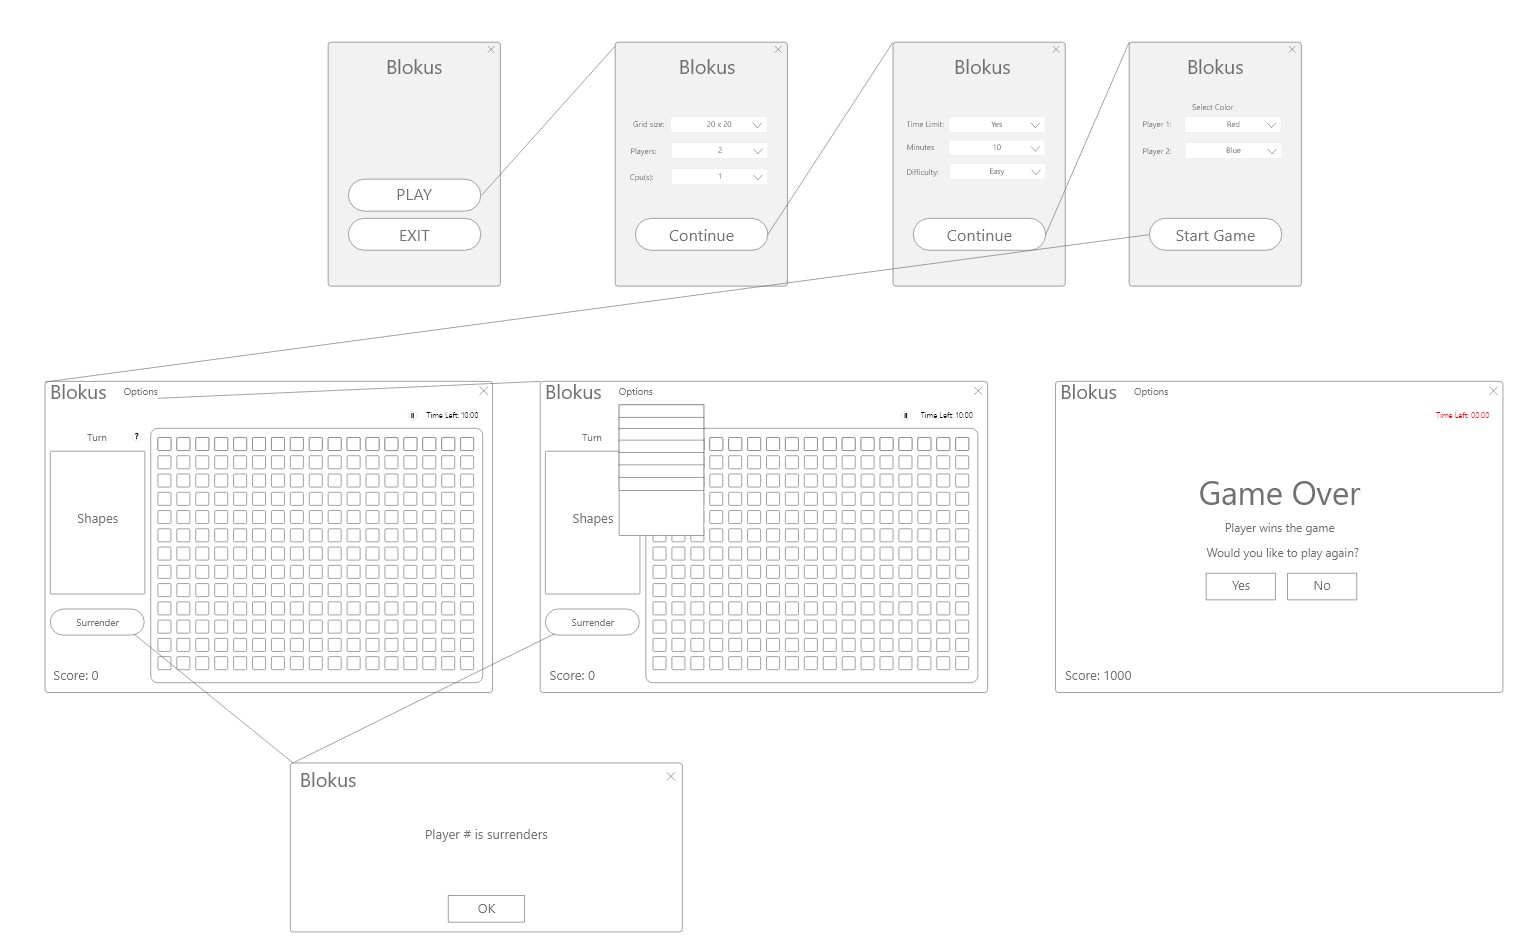 Blokus
PLAY
EXIT
Blokus
Grid size: 20 x 20
Players: 2
Cpu(s): 1
Continue
Blokus
Time Limit: Yes
Minutes 10
Difficulty: Easy
Continue
Blokus
Select Color
Player 1: Red
Player 2: Blue
Start Game
Blokus Options
Time Left: 10:00
Turn ?
Shapes
Surrender
Score: 0
Blokus Options
Time Left: 10:00
Turn
Shapes
Surrender
Score: 0
Blokus Options
Time Left: 00:00
Game Over
Player wins the game
Would you like to play again?
Yes No
Score: 1000
Blokus
Player # is surrenders
OK